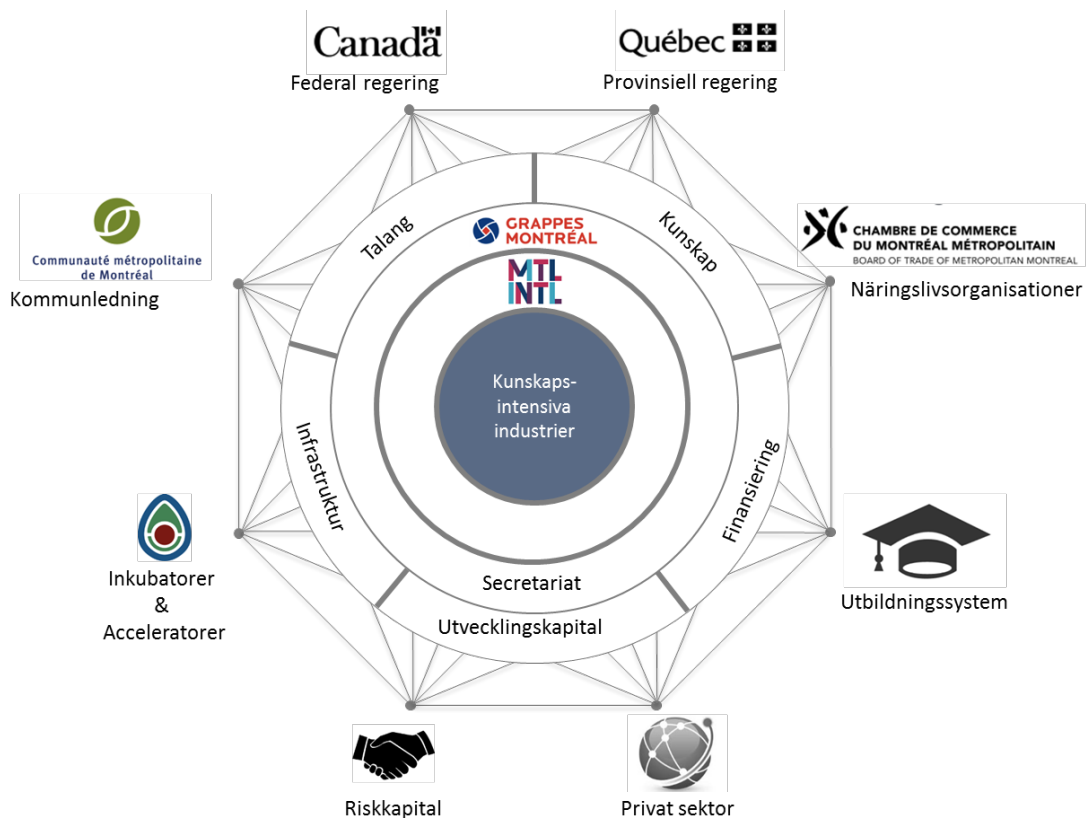 Canada
Federal regering
Québec
Provinsiell regering
Communauté métropolitaine
de Montréal
Kommunledning
CHAMBRE DE COMMERCE
DU MONTRÉAL MÉTROPOLITAIN
BOARD OF TRADE OF METROPOLITAN MONTREAL
Näringslivsorganisationer
Talang
Kunskap
GRAPPES
MONTRÉAL
MTL
INTL
Kunskaps-
intensiva
industrier
Infrastruktur
Finansiering
Secretariat
Utvecklingskapital
Inkubatorer
&
Acceleratorer
Utbildningssystem
Riskkapital
Privat sektor